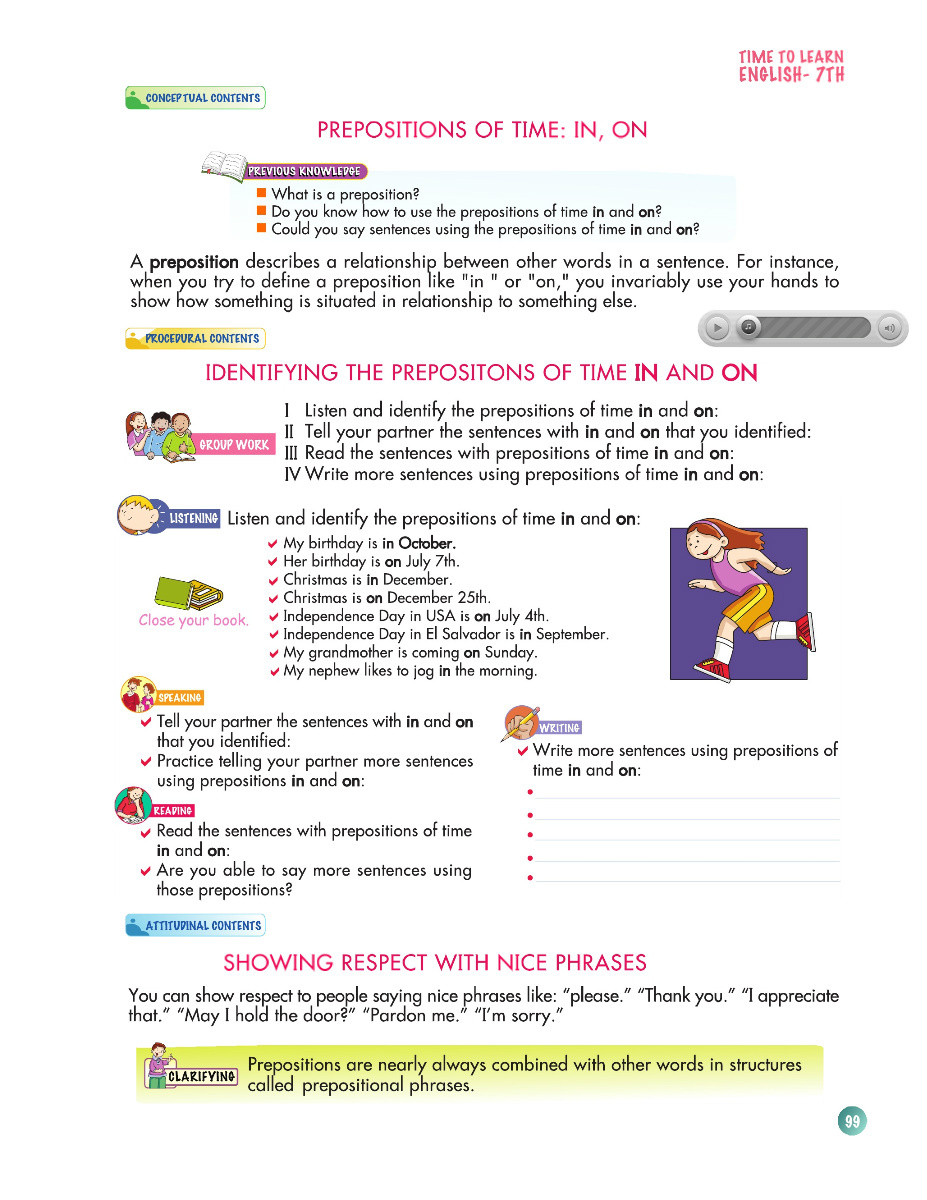 TIME TO LEARN
ENGLISH- 7TH
CONCEPTUAL CONTENTS
PREPOSITIONS OF TIME: IN, ON
PREVIOUS KNOWLEDGE
What is a preposition?
Do you know how to use the prepositions of time in and on?
Could you say sentences using the prepositions of time in and on?
A preposition describes a relationship between other words in a sentence. For instance,
when you try to define a preposition like "in " or "on," you invariably use your hands to
show how something is situated in relationship to something else.
PROCEDURAL CONTENTS
IDENTIFYING THE PREPOSITONS OF TIME IN AND ON
GROUP WORK
I Listen and identify the prepositions of time in and on:
II Tell your partner the sentences with in and on that you identified:
III Read the sentences with prepositions of time in and on:
IV Write more sentences using prepositions of time in and on:
LISTENING Listen and identify the prepositions of time in and on:
My birthday is in October.
Her birthday is on July 7th.
Christmas is in December.
Christmas is on December 25th.
Independence Day in USA is on July 4th.
Independence Day in El Salvador is in September.
My grandmother is coming on Sunday.
My nephew likes to jog in the morning.
Close your book.
SPEAKING
Tell your partner the sentences with in and on
that you identified:
Practice telling your partner more sentences
using prepositions in and on:
READING
Read the sentences with prepositions of time
in and on:
Are you able to say more sentences using
those prepositions?
WRITING
Write more sentences using prepositions of
time in and on:
ATTITUDINAL CONTENTS
SHOWING RESPECT WITH NICE PHRASES
You can show respect to people saying nice phrases like: “please.” “Thank you.” “I appreciate
that.” “May I hold the door?” “Pardon me.” “I’m sorry.”
CLARIFYING
Prepositions are nearly always combined with other words in structures
called prepositional phrases.
99